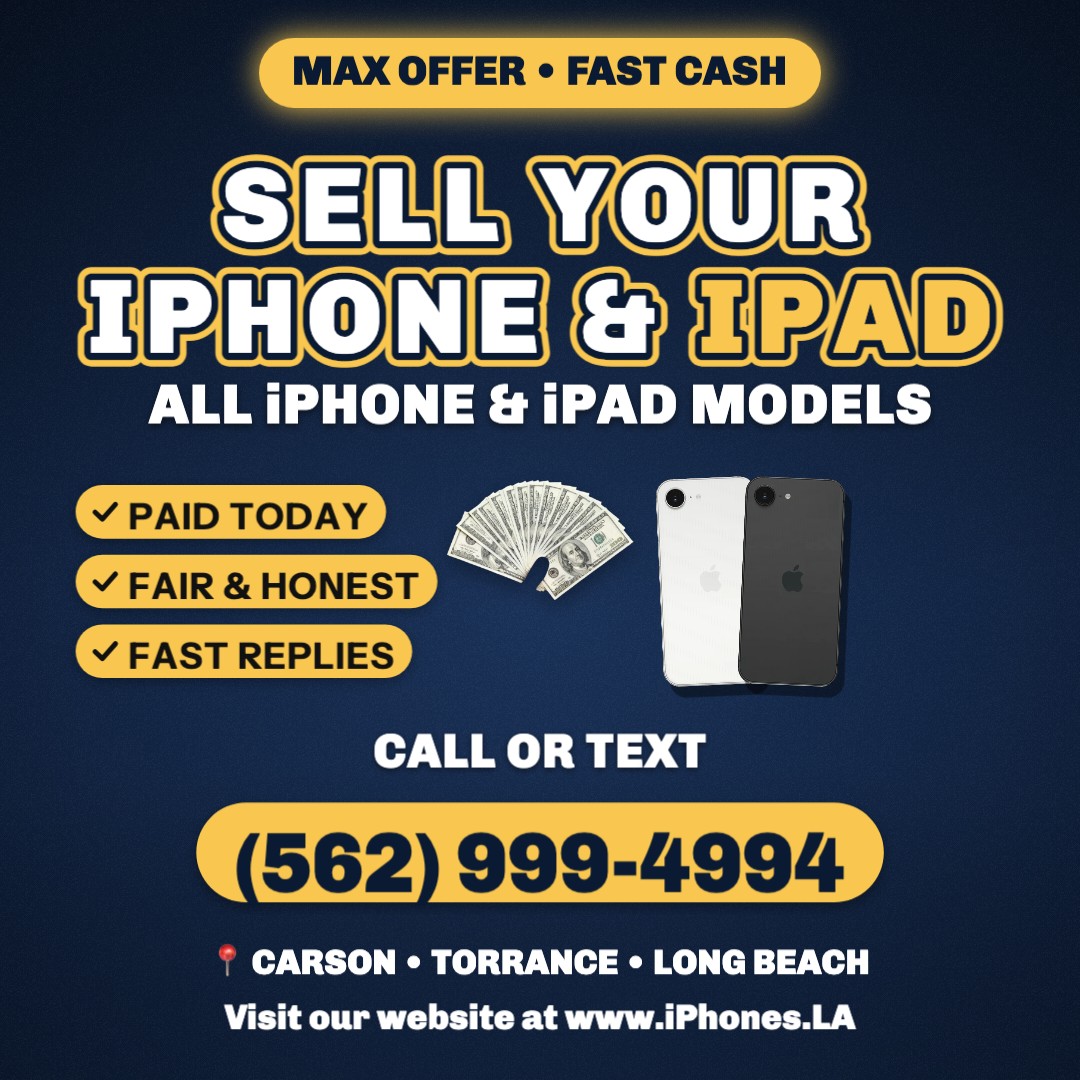 MAX OFFER • FAST CASH
SELL YOUR
IPHONE & IPAD
ALL iPHONE & iPAD MODELS
✓ PAID TODAY
✓ FAIR & HONEST
✓ FAST REPLIES
CALL OR TEXT
(562) 999-4994
📍 CARSON • TORRANCE • LONG BEACH
Visit our website at www.iPhones.LA